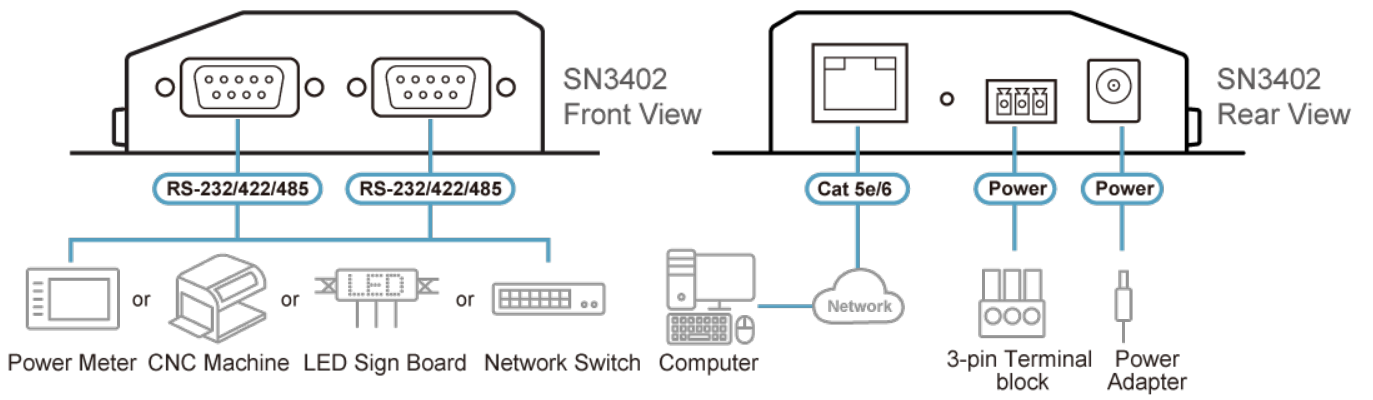 SN3402
Front View
SN3402
Rear View
RS-232/422/485
RS-232/422/485
Cat 5e/6
Power
Power
LED
Network
or
or
or
Power Meter
CNC Machine
LED Sign Board
Network Switch
Computer
3-pin Terminal
block
Power
Adapter